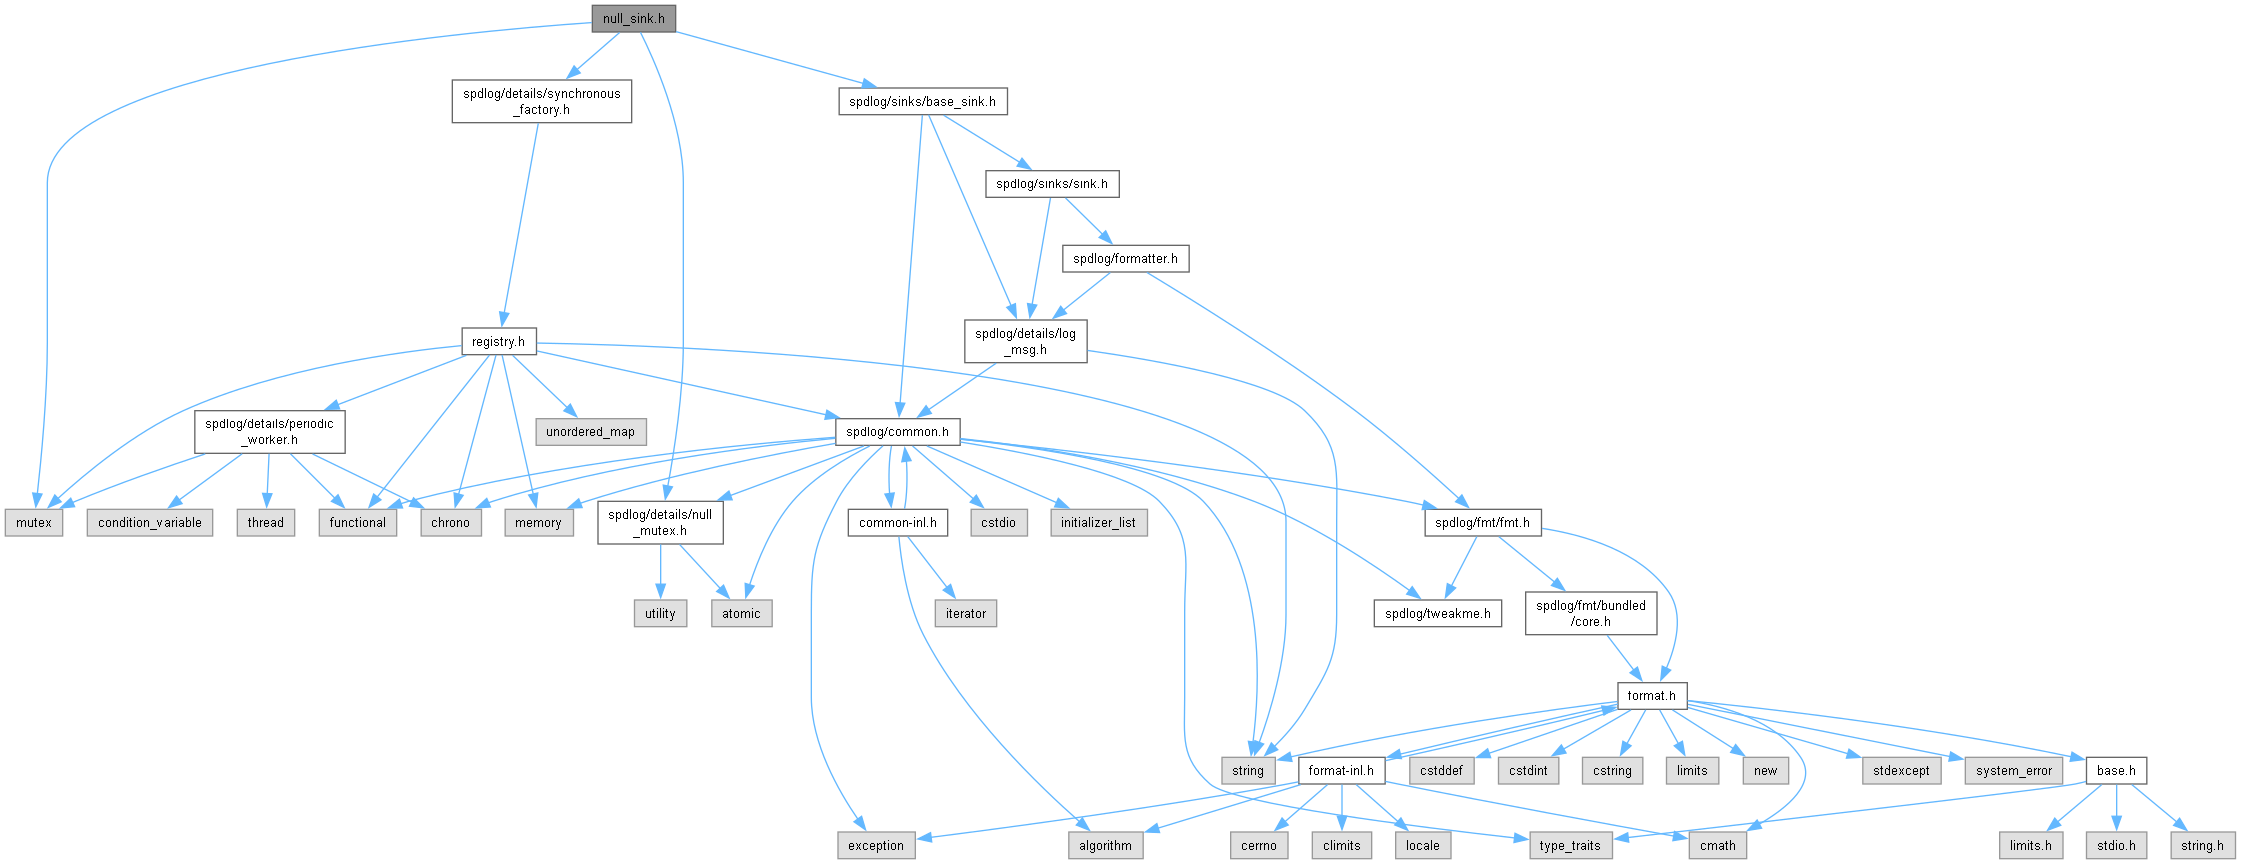 null_sink.h
spdlog/details/synchronous
_factory.h
spdlog/sinks/base_sink.h
spdlog/sinks/sink.h
spdlog/formatter.h
spdlog/details/log
_msg.h
registry.h
spdlog/details/periodic
_worker.h
unordered_map
spdlog/common.h
mutex
condition_variable
thread
functional
chrono
memory
spdlog/details/null
_mutex.h
common-inl.h
cstdio
initializer_list
spdlog/fmt/fmt.h
utility
atomic
iterator
spdlog/tweakme.h
spdlog/fmt/bundled
/core.h
format.h
string
format-inl.h
cstddef
cstdint
cstring
limits
new
stdexcept
system_error
base.h
exception
algorithm
cerrno
climits
locale
type_traits
cmath
limits.h
stdio.h
string.h